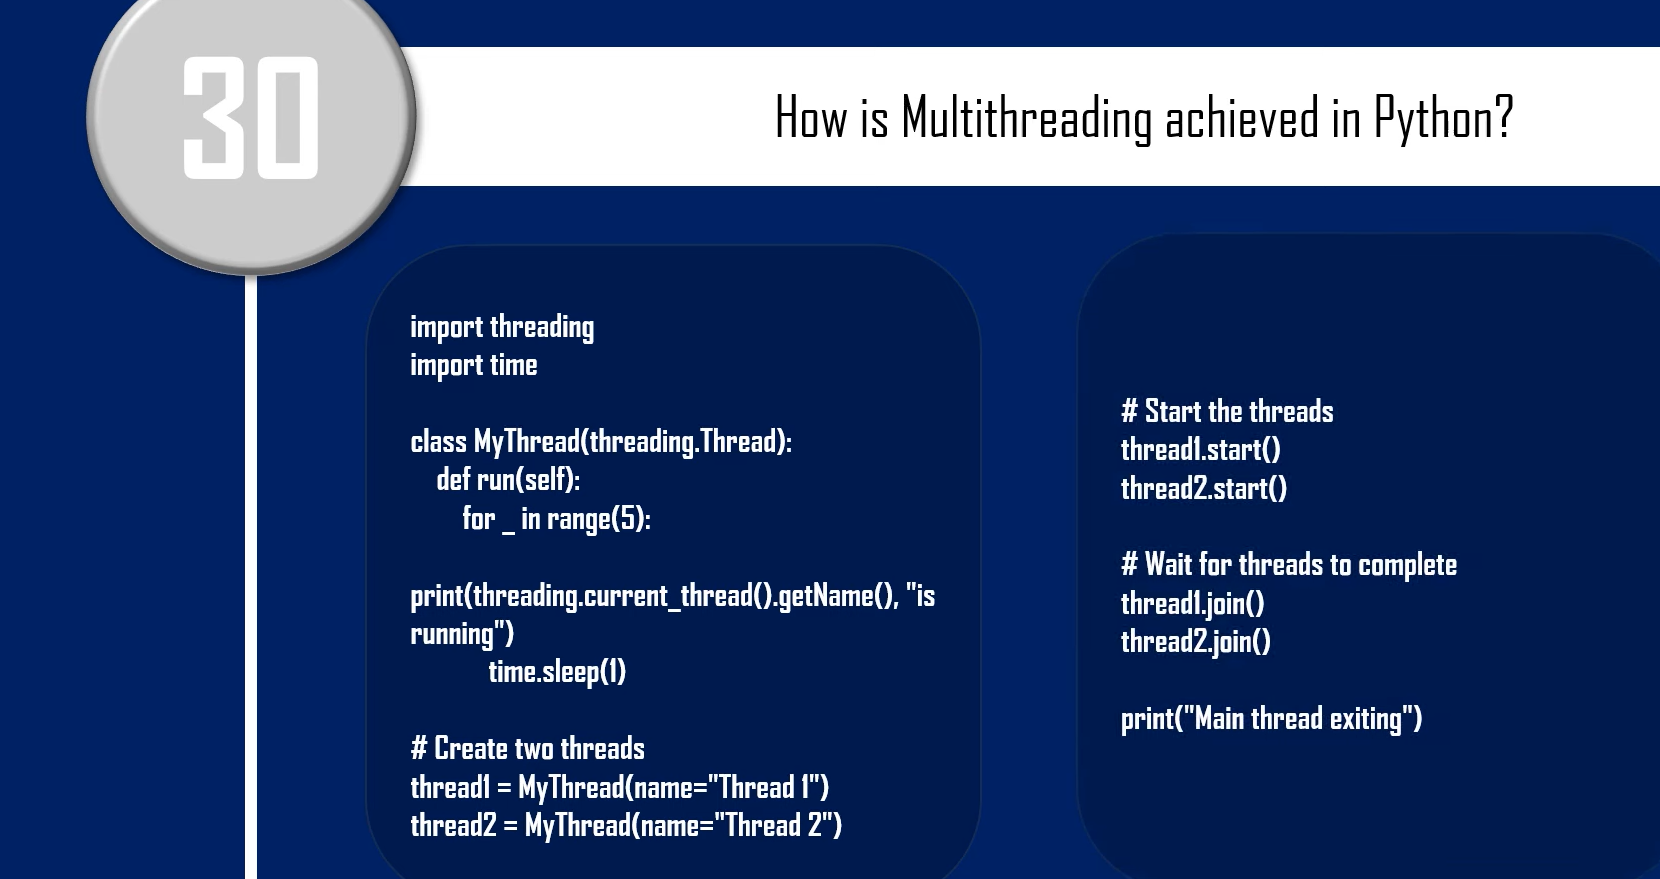 30
How is Multithreading achieved in Python?
import threading
import time
class MyThread(threading.Thread):
def run(self):
for _ in range(5):
print(threading.current_thread().getName(), "is
running")
time.sleep(1)
# Create two threads
thread1 = MyThread(name="Thread 1")
thread2 = MyThread(name="Thread 2")
# Start the threads
thread1.start()
thread2.start()
# Wait for threads to complete
thread1.join()
thread2.join()
print("Main thread exiting")